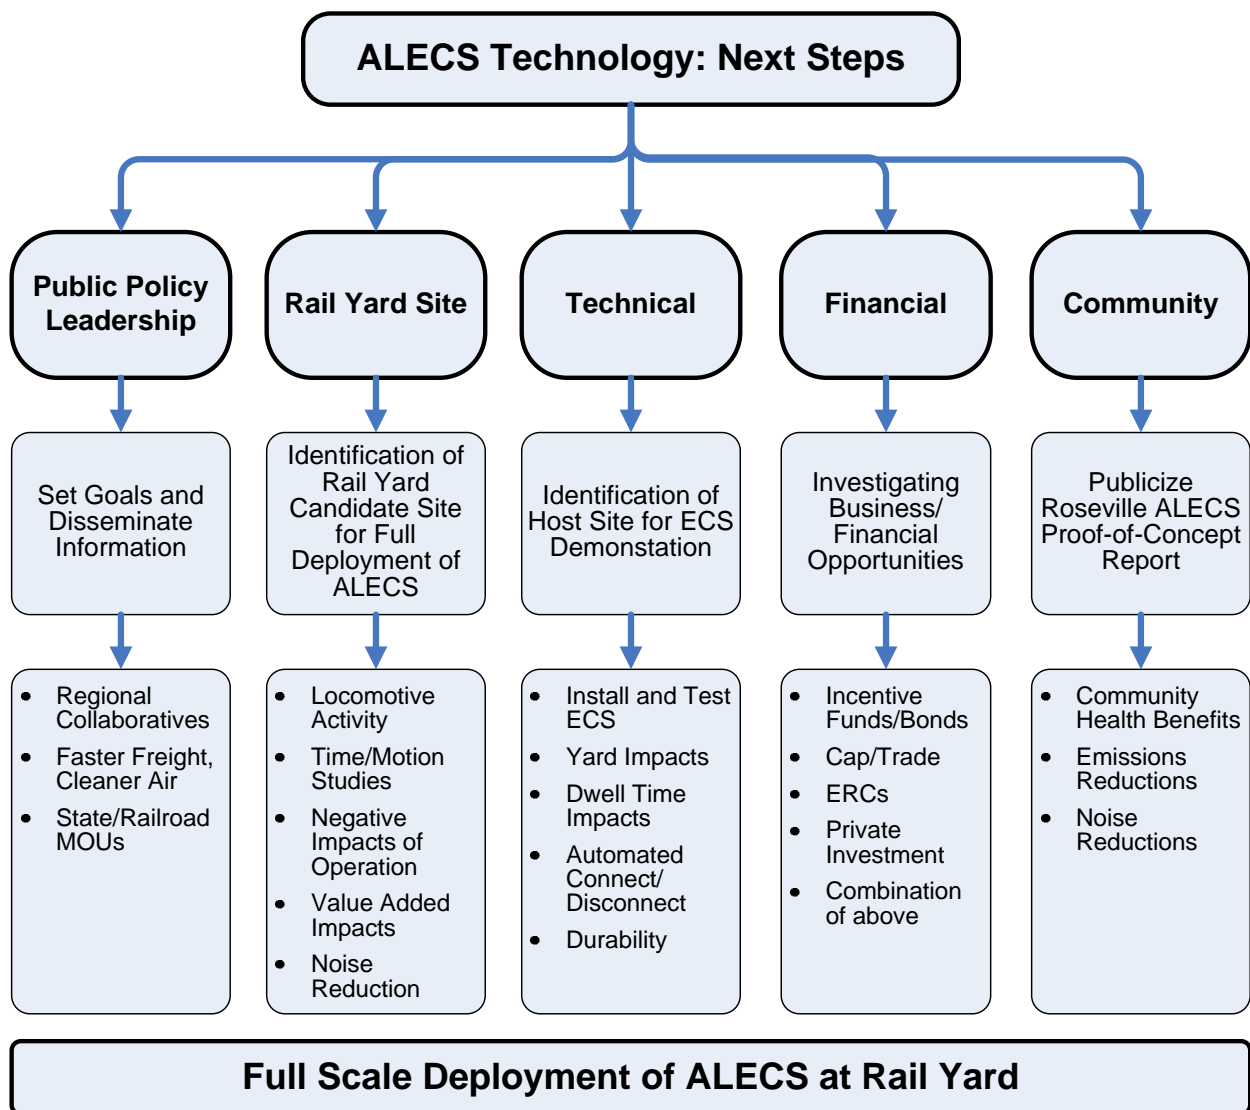 ALECS Technology: Next Steps
Public Policy
Leadership
Rail Yard Site
Technical
Financial
Community
Set Goals and
Disseminate
Information
Identification of
Rail Yard
Candidate Site
for Full
Deployment of
ALECS
Identification of
Host Site for ECS
Demonstation
Investigating
Business/
Financial
Opportunities
Publicize
Roseville ALECS
Proof-of-Concept
Report
• Regional
Collaboratives
• Faster Freight,
Cleaner Air
• State/Railroad
MOUs
• Locomotive
Activity
• Time/Motion
Studies
• Negative
Impacts of
Operation
• Value Added
Impacts
• Noise
Reduction
• Install and Test
ECS
• Yard Impacts
• Dwell Time
Impacts
• Automated
Connect/
Disconnect
• Durability
• Incentive
Funds/Bonds
• Cap/Trade
• ERCs
• Private
Investment
• Combination
of above
• Community
Health Benefits
• Emissions
Reductions
• Noise
Reductions
Full Scale Deployment of ALECS at Rail Yard